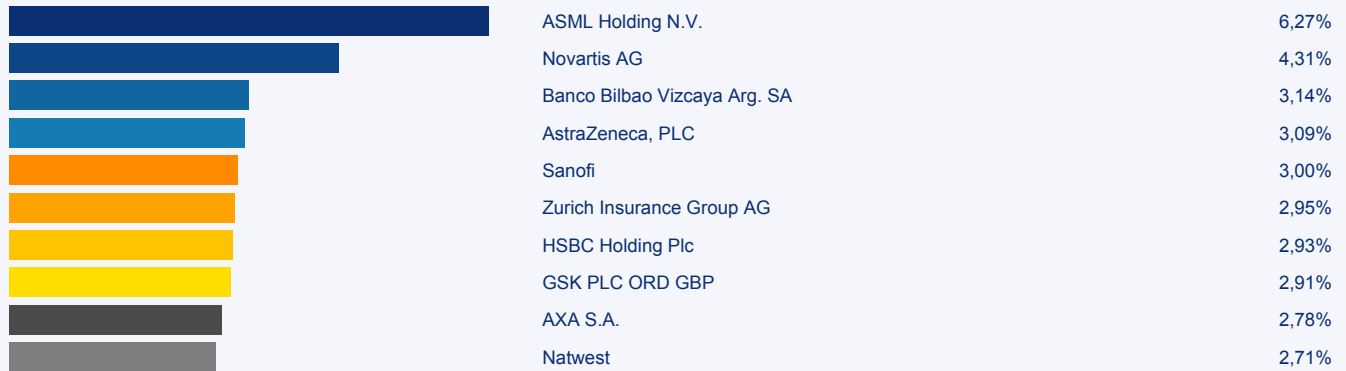 ASML Holding N.V. 6,27%
Novartis AG 4,31%
Banco Bilbao Vizcaya Arg. SA 3,14%
AstraZeneca, PLC 3,09%
Sanofi 3,00%
Zurich Insurance Group AG 2,95%
HSBC Holding Plc 2,93%
GSK PLC ORD GBP 2,91%
AXA S.A. 2,78%
Natwest 2,71%